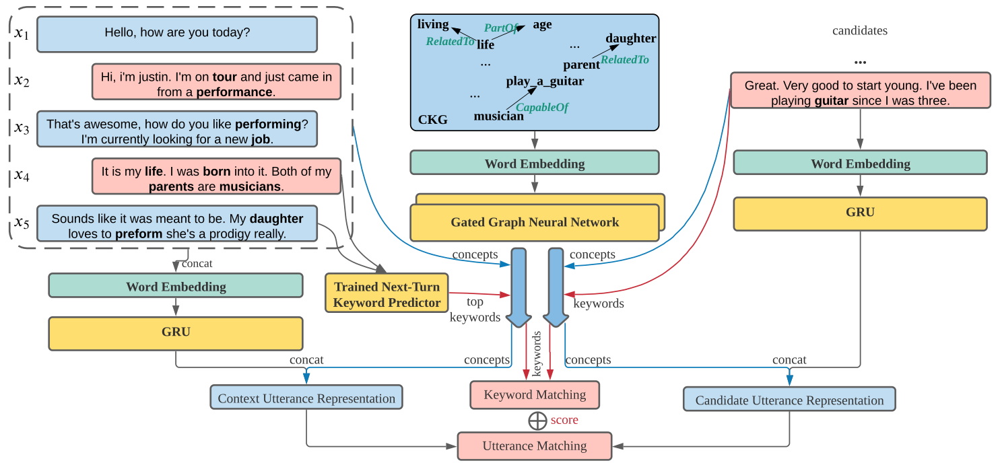 x1
Hello, how are you today?
x2
Hi, i'm justin. I'm on tour and just came in
from a performance.
x3
That's awesome, how do you like performing?
I'm currently looking for a new job.
x4
It is my life. I was born into it. Both of my
parents are musicians.
x5
Sounds like it was meant to be. My daughter
loves to preform she's a prodigy really.
concat
Word Embedding
GRU
concat
Context Utterance Representation
living
PartOf
age
RelatedTo
life
...
daughter
...
parent
RelatedTo
play_a_guitar
...
CapableOf
musician
CKG
Word Embedding
Gated Graph Neural Network
concepts
concepts
Trained Next-Turn
Keyword Predictor
top
keywords
keywords
concepts
keywords
concepts
Keyword Matching
score
Utterance Matching
candidates
...
Great. Very good to start young. I've been
playing guitar since I was three.
Word Embedding
GRU
concat
Candidate Utterance Representation